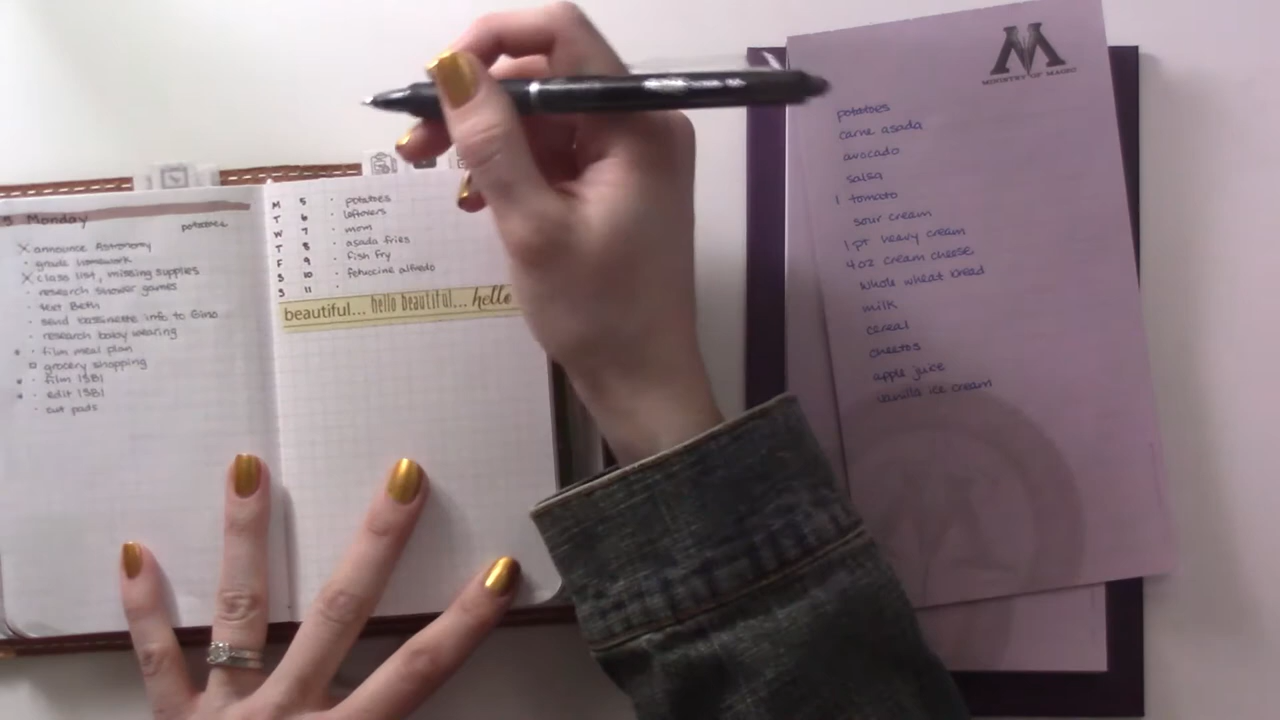 5 Monday
potatoes
X announce Astronomy
· grade homework
X class list, missing supplies
· research shower games
· text Beth
· send bassinette info to Gino
· research baby wearing
· film meal plan
grocery shopping
· film ISBI
· edit ISBI
· cut pads
M 5 · potatoes
T 6 · leftovers
W 7 · mom
T 8 · asada fries
F 9 · fish fry
S 10 · fetuccine alfredo
S 11 ·
beautiful... hello beautiful... hello
M
MINISTRY OF MAGIC
potatoes
carne asada
avocado
salsa
1 tomato
sour cream
1 pt heavy cream
4 oz cream cheese
whole wheat bread
milk
cereal
cheetos
apple juice
vanilla ice cream